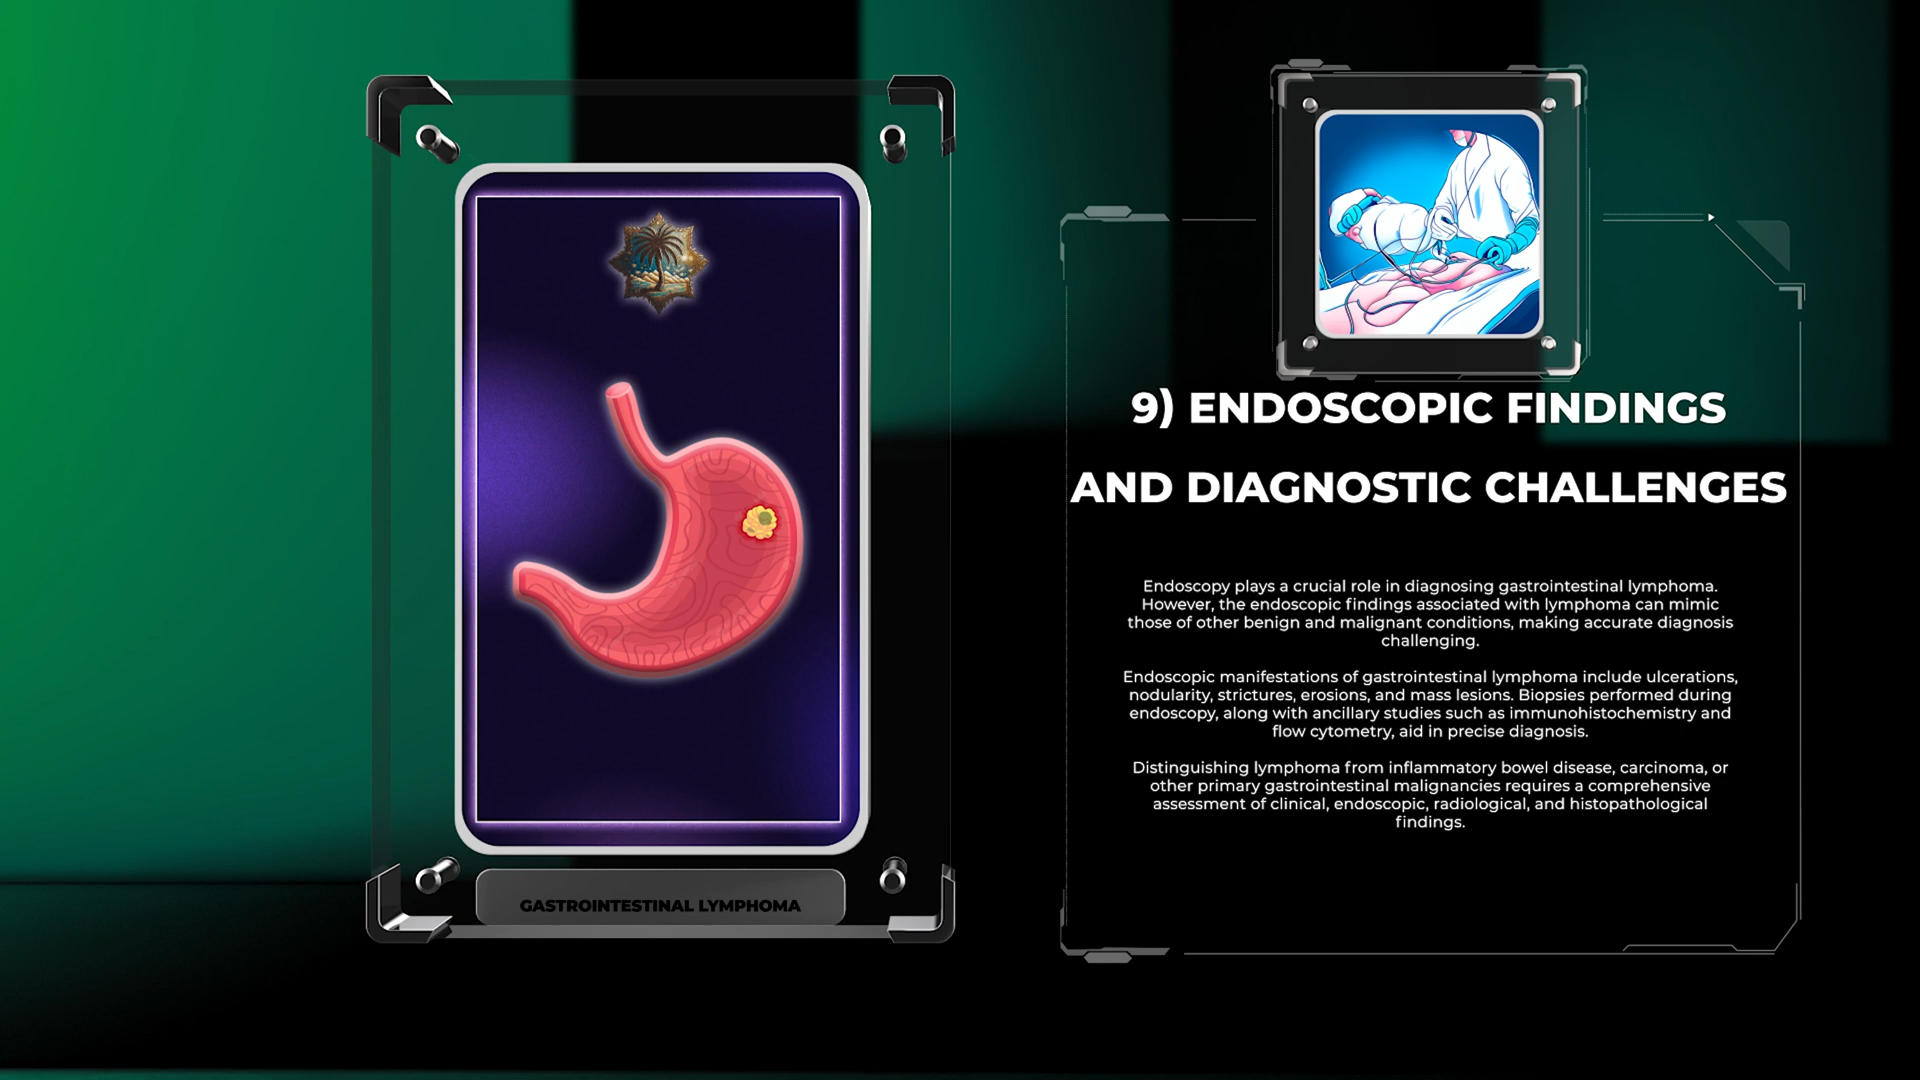 GASTROINTESTINAL LYMPHOMA
9) ENDOSCOPIC FINDINGS
AND DIAGNOSTIC CHALLENGES
Endoscopy plays a crucial role in diagnosing gastrointestinal lymphoma.
However, the endoscopic findings associated with lymphoma can mimic
those of other benign and malignant conditions, making accurate diagnosis
challenging.
Endoscopic manifestations of gastrointestinal lymphoma include ulcerations,
nodularity, strictures, erosions, and mass lesions. Biopsies performed during
endoscopy, along with ancillary studies such as immunohistochemistry and
flow cytometry, aid in precise diagnosis.
Distinguishing lymphoma from inflammatory bowel disease, carcinoma, or
other primary gastrointestinal malignancies requires a comprehensive
assessment of clinical, endoscopic, radiological, and histopathological
findings.